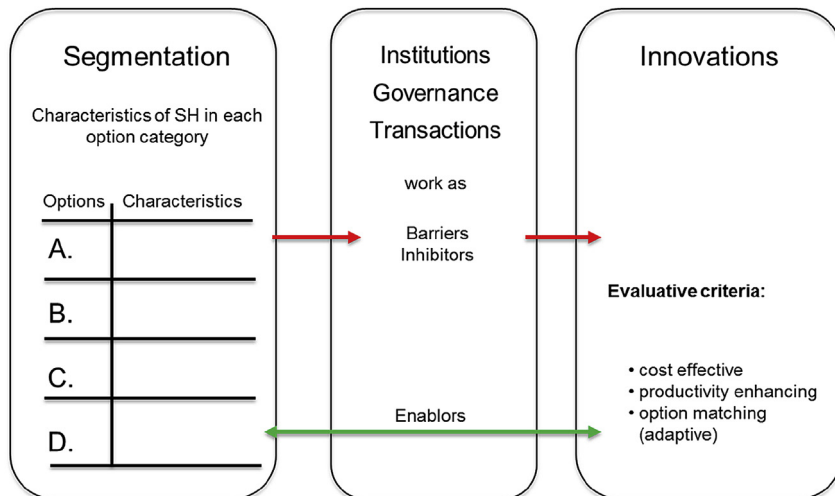 Segmentation
Characteristics of SH in each
option category
Options Characteristics
A.
B.
C.
D.
Institutions
Governance
Transactions
work as
Barriers
Inhibitors
Enablors
Innovations
Evaluative criteria:
• cost effective
• productivity enhancing
• option matching
(adaptive)